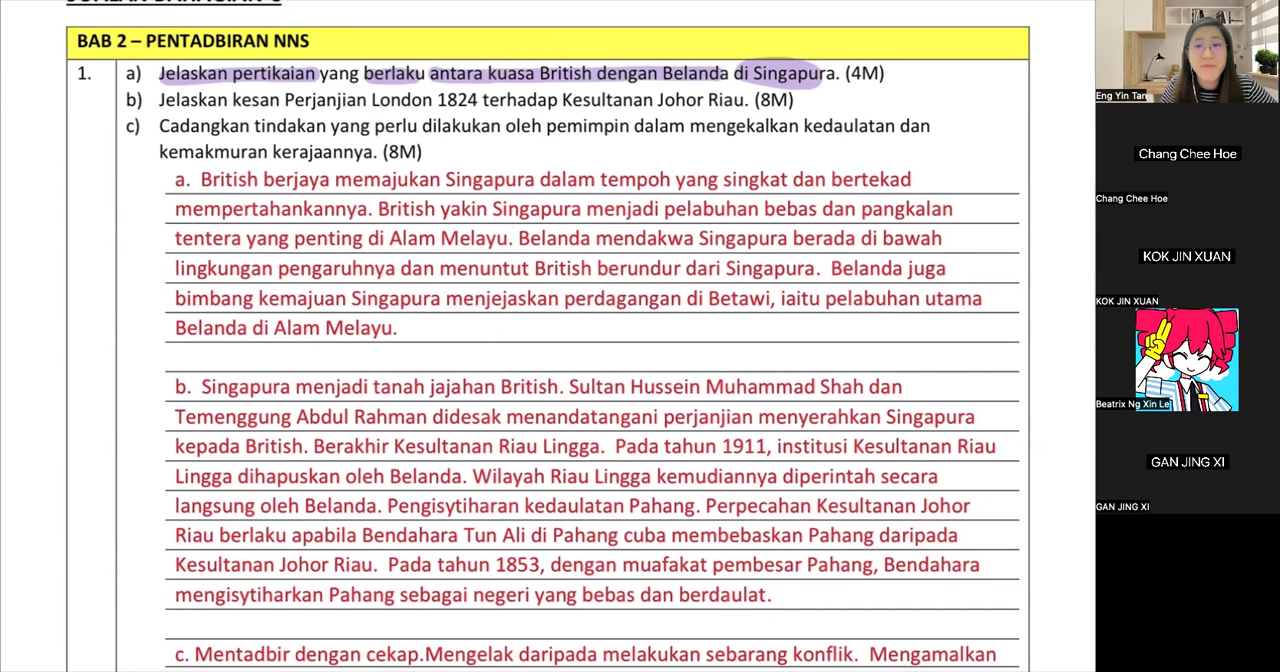 BAB 2 – PENTADBIRAN NNS
1. a) Jelaskan pertikaian yang berlaku antara kuasa British dengan Belanda di Singapura. (4M)
b) Jelaskan kesan Perjanjian London 1824 terhadap Kesultanan Johor Riau. (8M)
c) Cadangkan tindakan yang perlu dilakukan oleh pemimpin dalam mengekalkan kedaulatan dan
kemakmuran kerajaannya. (8M)
a. British berjaya memajukan Singapura dalam tempoh yang singkat dan bertekad
mempertahankannya. British yakin Singapura menjadi pelabuhan bebas dan pangkalan
tentera yang penting di Alam Melayu. Belanda mendakwa Singapura berada di bawah
lingkungan pengaruhnya dan menuntut British berundur dari Singapura. Belanda juga
bimbang kemajuan Singapura menjejaskan perdagangan di Betawi, iaitu pelabuhan utama
Belanda di Alam Melayu.
b. Singapura menjadi tanah jajahan British. Sultan Hussein Muhammad Shah dan
Temenggung Abdul Rahman didesak menandatangani perjanjian menyerahkan Singapura
kepada British. Berakhir Kesultanan Riau Lingga. Pada tahun 1911, institusi Kesultanan Riau
Lingga dihapuskan oleh Belanda. Wilayah Riau Lingga kemudiannya diperintah secara
langsung oleh Belanda. Pengisytiharan kedaulatan Pahang. Perpecahan Kesultanan Johor
Riau berlaku apabila Bendahara Tun Ali di Pahang cuba membebaskan Pahang daripada
Kesultanan Johor Riau. Pada tahun 1853, dengan muafakat pembesar Pahang, Bendahara
mengisytiharkan Pahang sebagai negeri yang bebas dan berdaulat.
c. Mentadbir dengan cekap.Mengelak daripada melakukan sebarang konflik. Mengamalkan
Eng Yin Tan
Chang Chee Hoe
Chang Chee Hoe
KOK JIN XUAN
KOK JIN XUAN
Beatrix Ng Xin Le
GAN JING XI
GAN JING XI